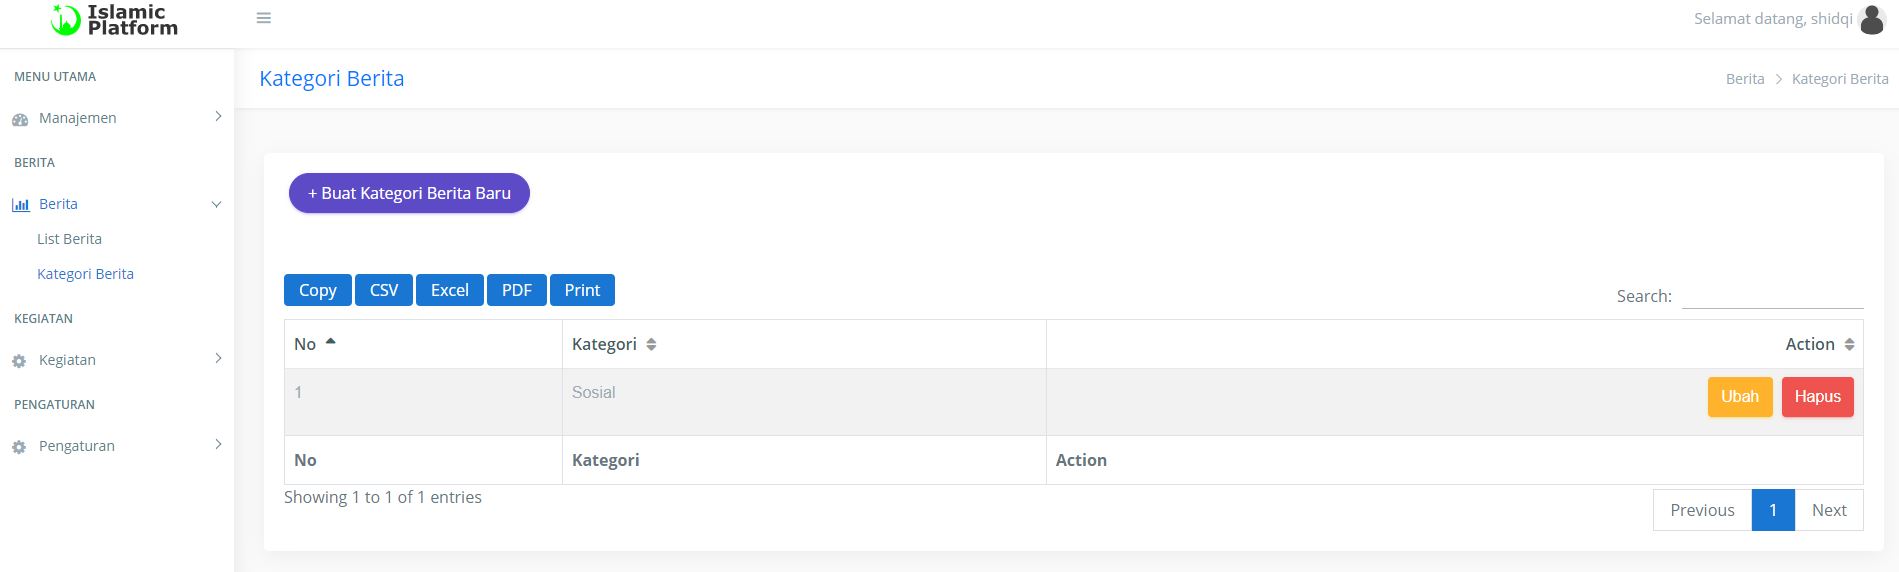 Islamic
Platform
Selamat datang, shidqi
MENU UTAMA
Manajemen
BERITA
Berita
List Berita
Kategori Berita
KEGIATAN
Kegiatan
PENGATURAN
Pengaturan
Kategori Berita
Berita > Kategori Berita
+ Buat Kategori Berita Baru
Copy CSV Excel PDF Print
Search:
No Kategori Action
1 Sosial Ubah Hapus
No Kategori Action
Showing 1 to 1 of 1 entries
Previous 1 Next